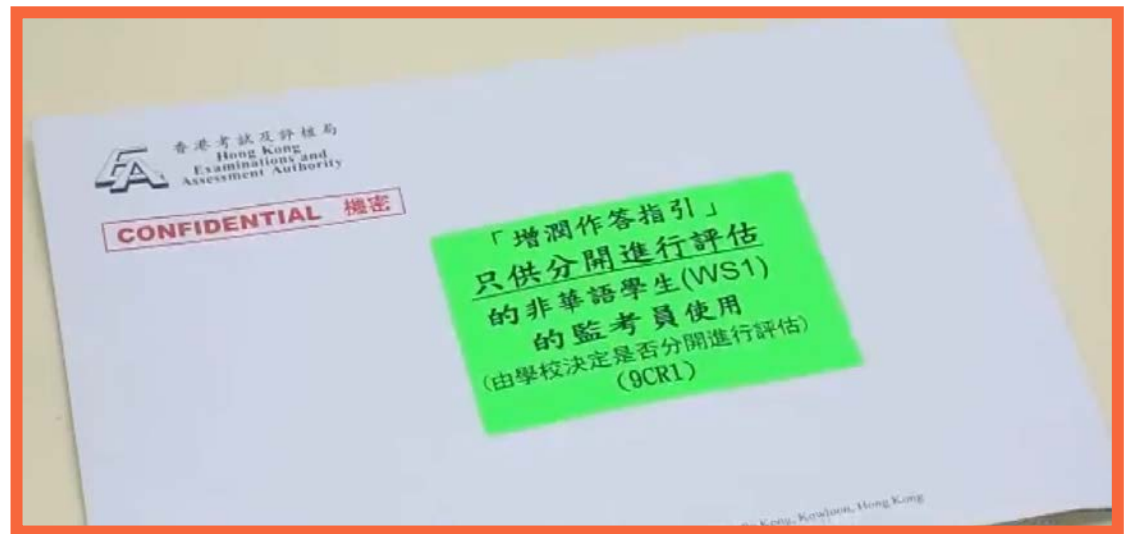 香港考試及評核局
Hong Kong
Examinations and
Assessment Authority
CONFIDENTIAL 機密
「增潤作答指引」
只供分開進行評估
的非華語學生(WS1)
的監考員使用
(由學校決定是否分開進行評估)
(9CR1)
Kong, Kowloon, Hong Kong